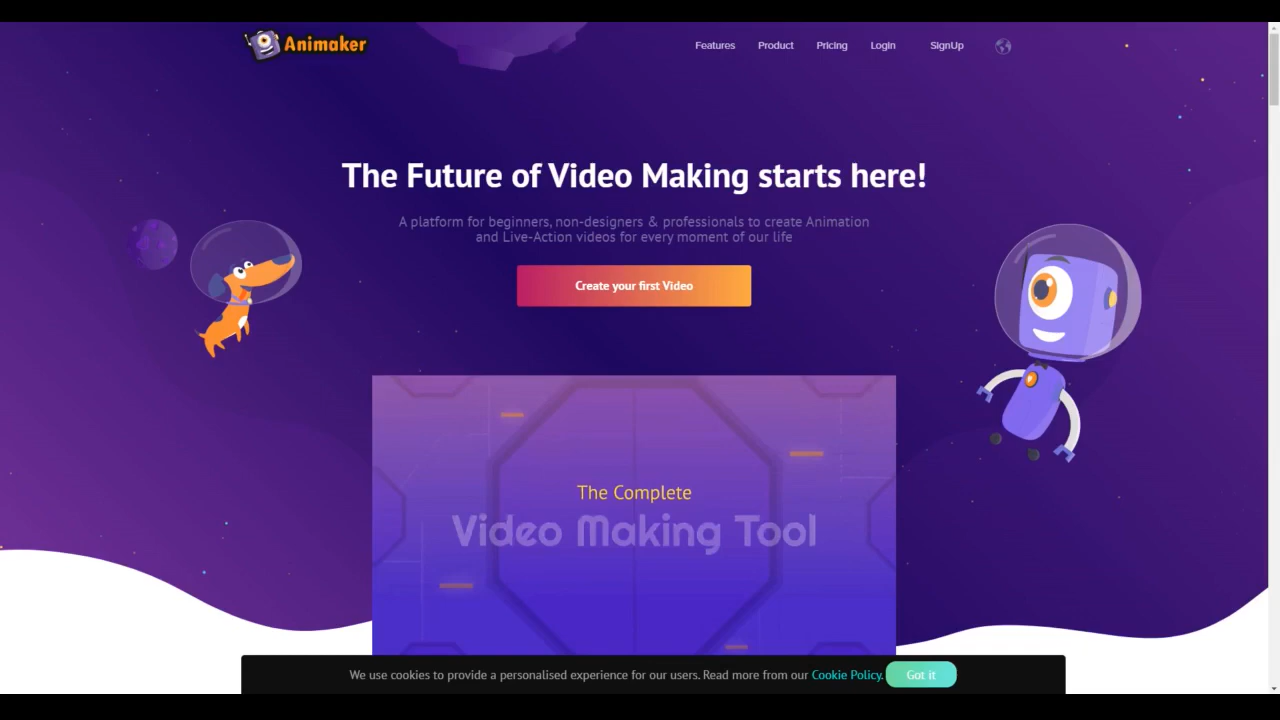 Animaker
Features Product Pricing Login SignUp
The Future of Video Making starts here!
A platform for beginners, non-designers & professionals to create Animation
and Live-Action videos for every moment of our life
Create your first Video
The Complete
Video Making Tool
We use cookies to provide a personalised experience for our users. Read more from our Cookie Policy. Got it